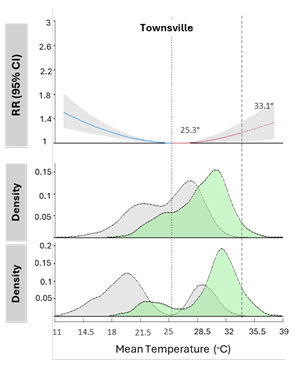 Townsville
RR (95% CI)
3
2.6
2.2
1.8
1.4
1
25.3°
33.1°
Density
0.15
0.1
0.05
Density
0.2
0.15
0.1
0.05
11 14.5 18 21.5 25 28.5 32 35.5 39
Mean Temperature (°C)